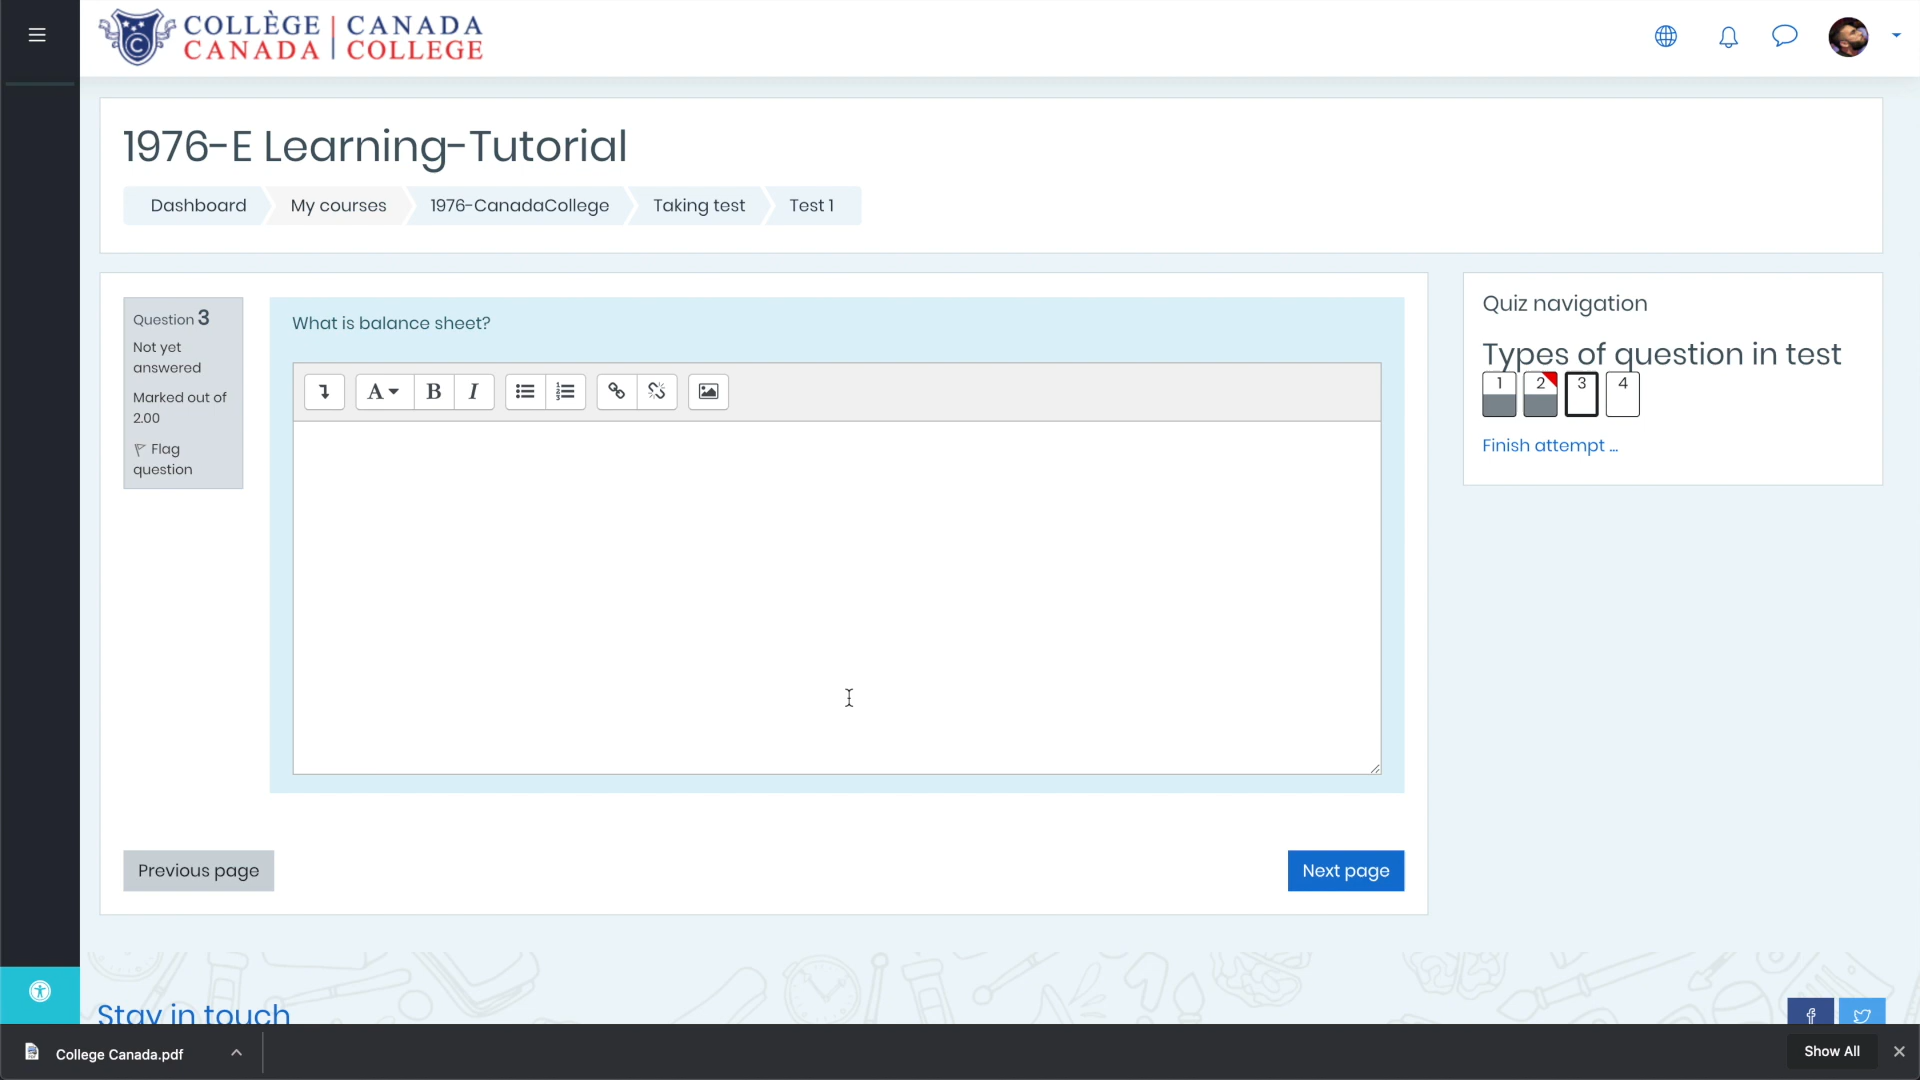 COLLÈGE CANADA
CANADA COLLEGE
1976-E Learning-Tutorial
Dashboard
My courses
1976-CanadaCollege
Taking test
Test 1
Question 3
Not yet
answered
Marked out of
2.00
Flag
question
What is balance sheet?
A
B
I
Previous page
Next page
Quiz navigation
Types of question in test
1 2 3 4
Finish attempt ...
Stay in touch
College Canada.pdf
Show All